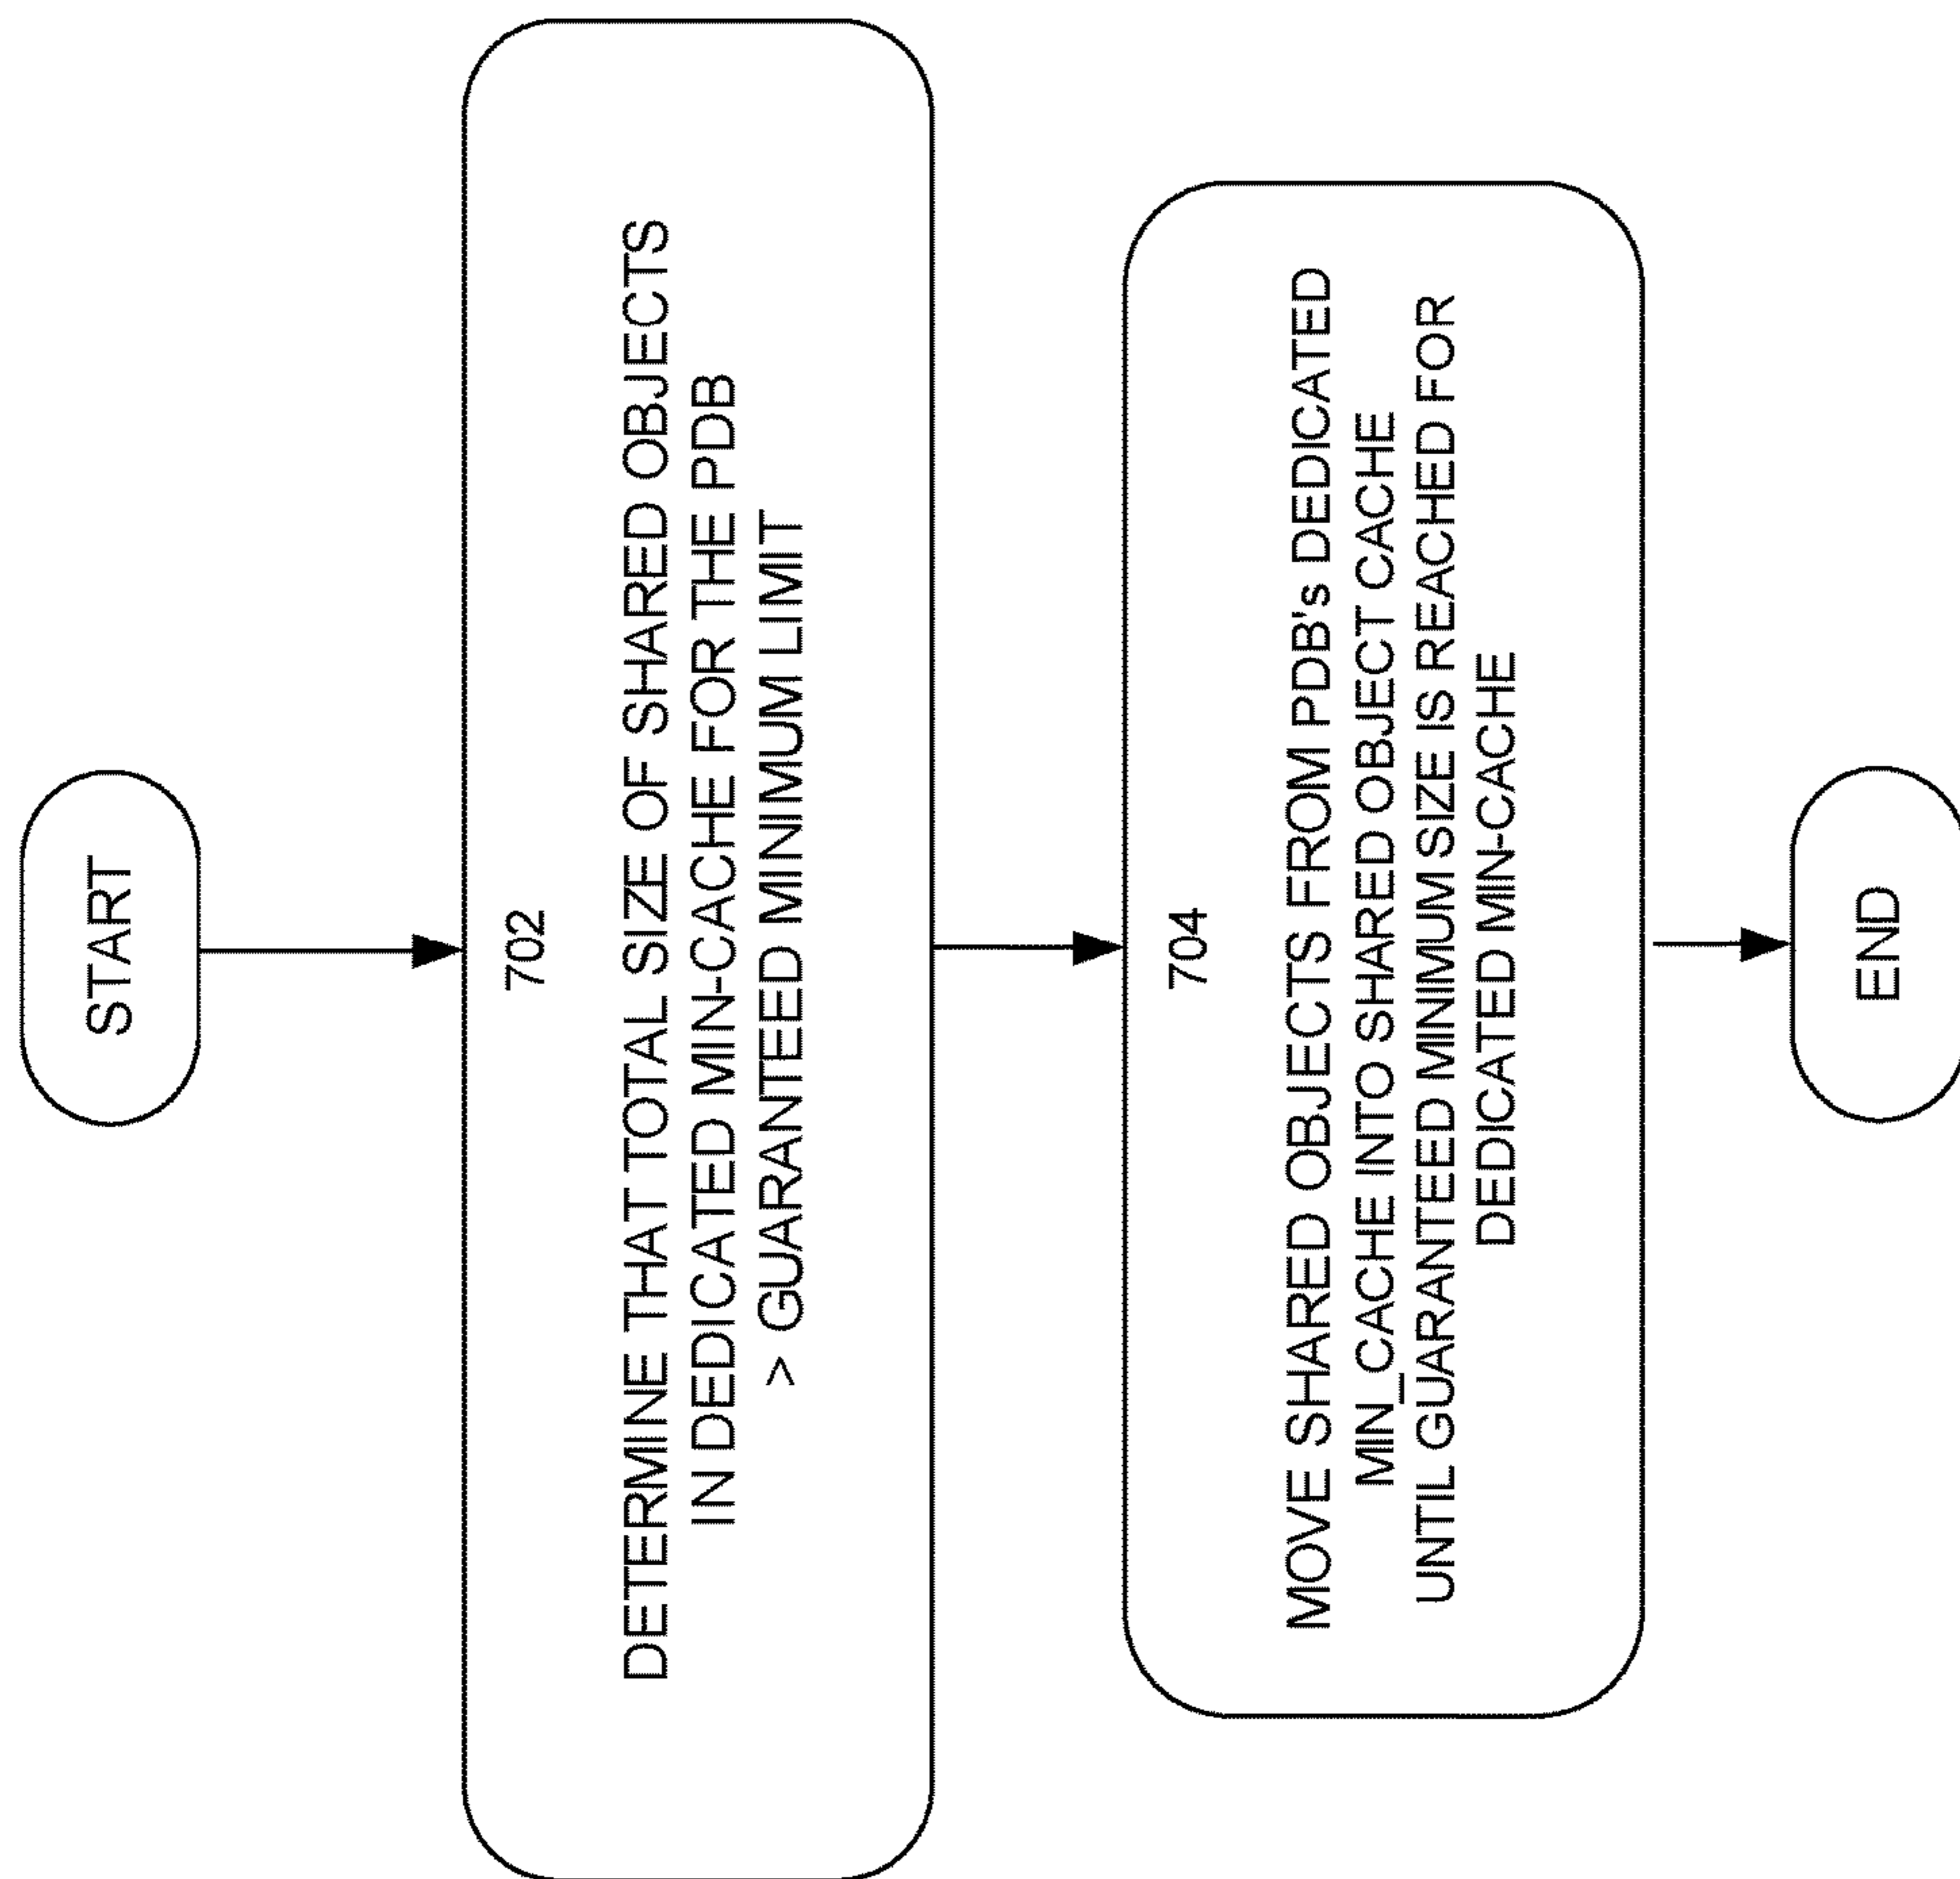 START
702
DETERMINE THAT TOTAL SIZE OF SHARED OBJECTS
IN DEDICATED MIN-CACHE FOR THE PDB
> GUARANTEED MINIMUM LIMIT
704
MOVE SHARED OBJECTS FROM PDB's DEDICATED
MIN_CACHE INTO SHARED OBJECT CACHE
UNTIL GUARANTEED MINIMUM SIZE IS REACHED FOR
DEDICATED MIN-CACHE
END